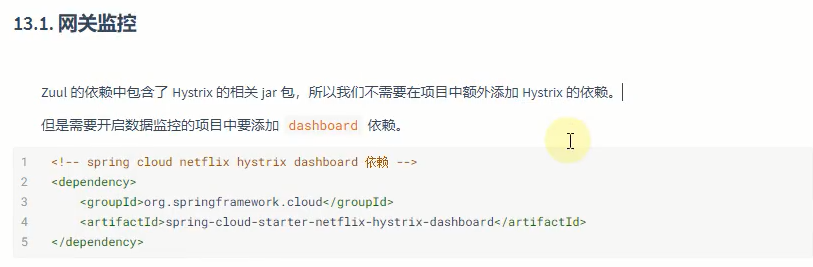 13.1. 网关监控
Zuul 的依赖中包含了 Hystrix 的相关 jar 包，所以我们不需要在项目中额外添加 Hystrix 的依赖。
但是需要开启数据监控的项目中要添加 dashboard 依赖。
1 <!-- spring cloud netflix hystrix dashboard 依赖 -->
2 <dependency>
3     <groupId>org.springframework.cloud</groupId>
4     <artifactId>spring-cloud-starter-netflix-hystrix-dashboard</artifactId>
5 </dependency>